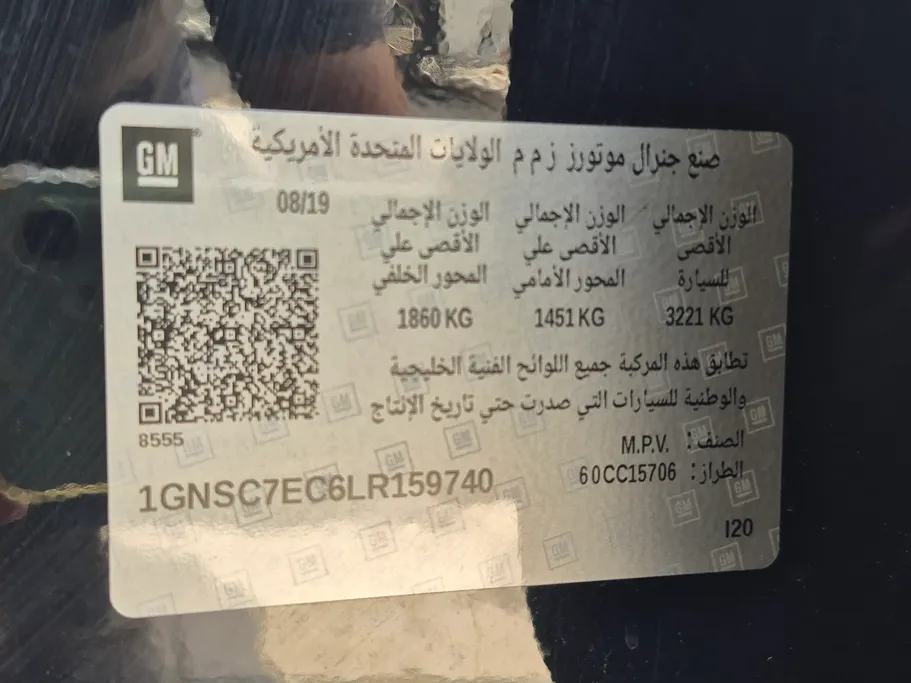 GM
صنع جنرال موتورز ز م م الولايات المتحدة الأمريكية
08/19
الوزن الإجمالي الأقصى للسيارة
3221 KG
الوزن الإجمالي الأقصى علي المحور الأمامي
1451 KG
الوزن الإجمالي الأقصى علي المحور الخلفي
1860 KG
تطابق هذه المركبة جميع اللوائح الفنية الخليجية
والوطنية للسيارات التي صدرت حتي تاريخ الإنتاج
8555
الصنف: M.P.V.
الطراز: 60CC15706
1GNSC7EC6LR159740
I20